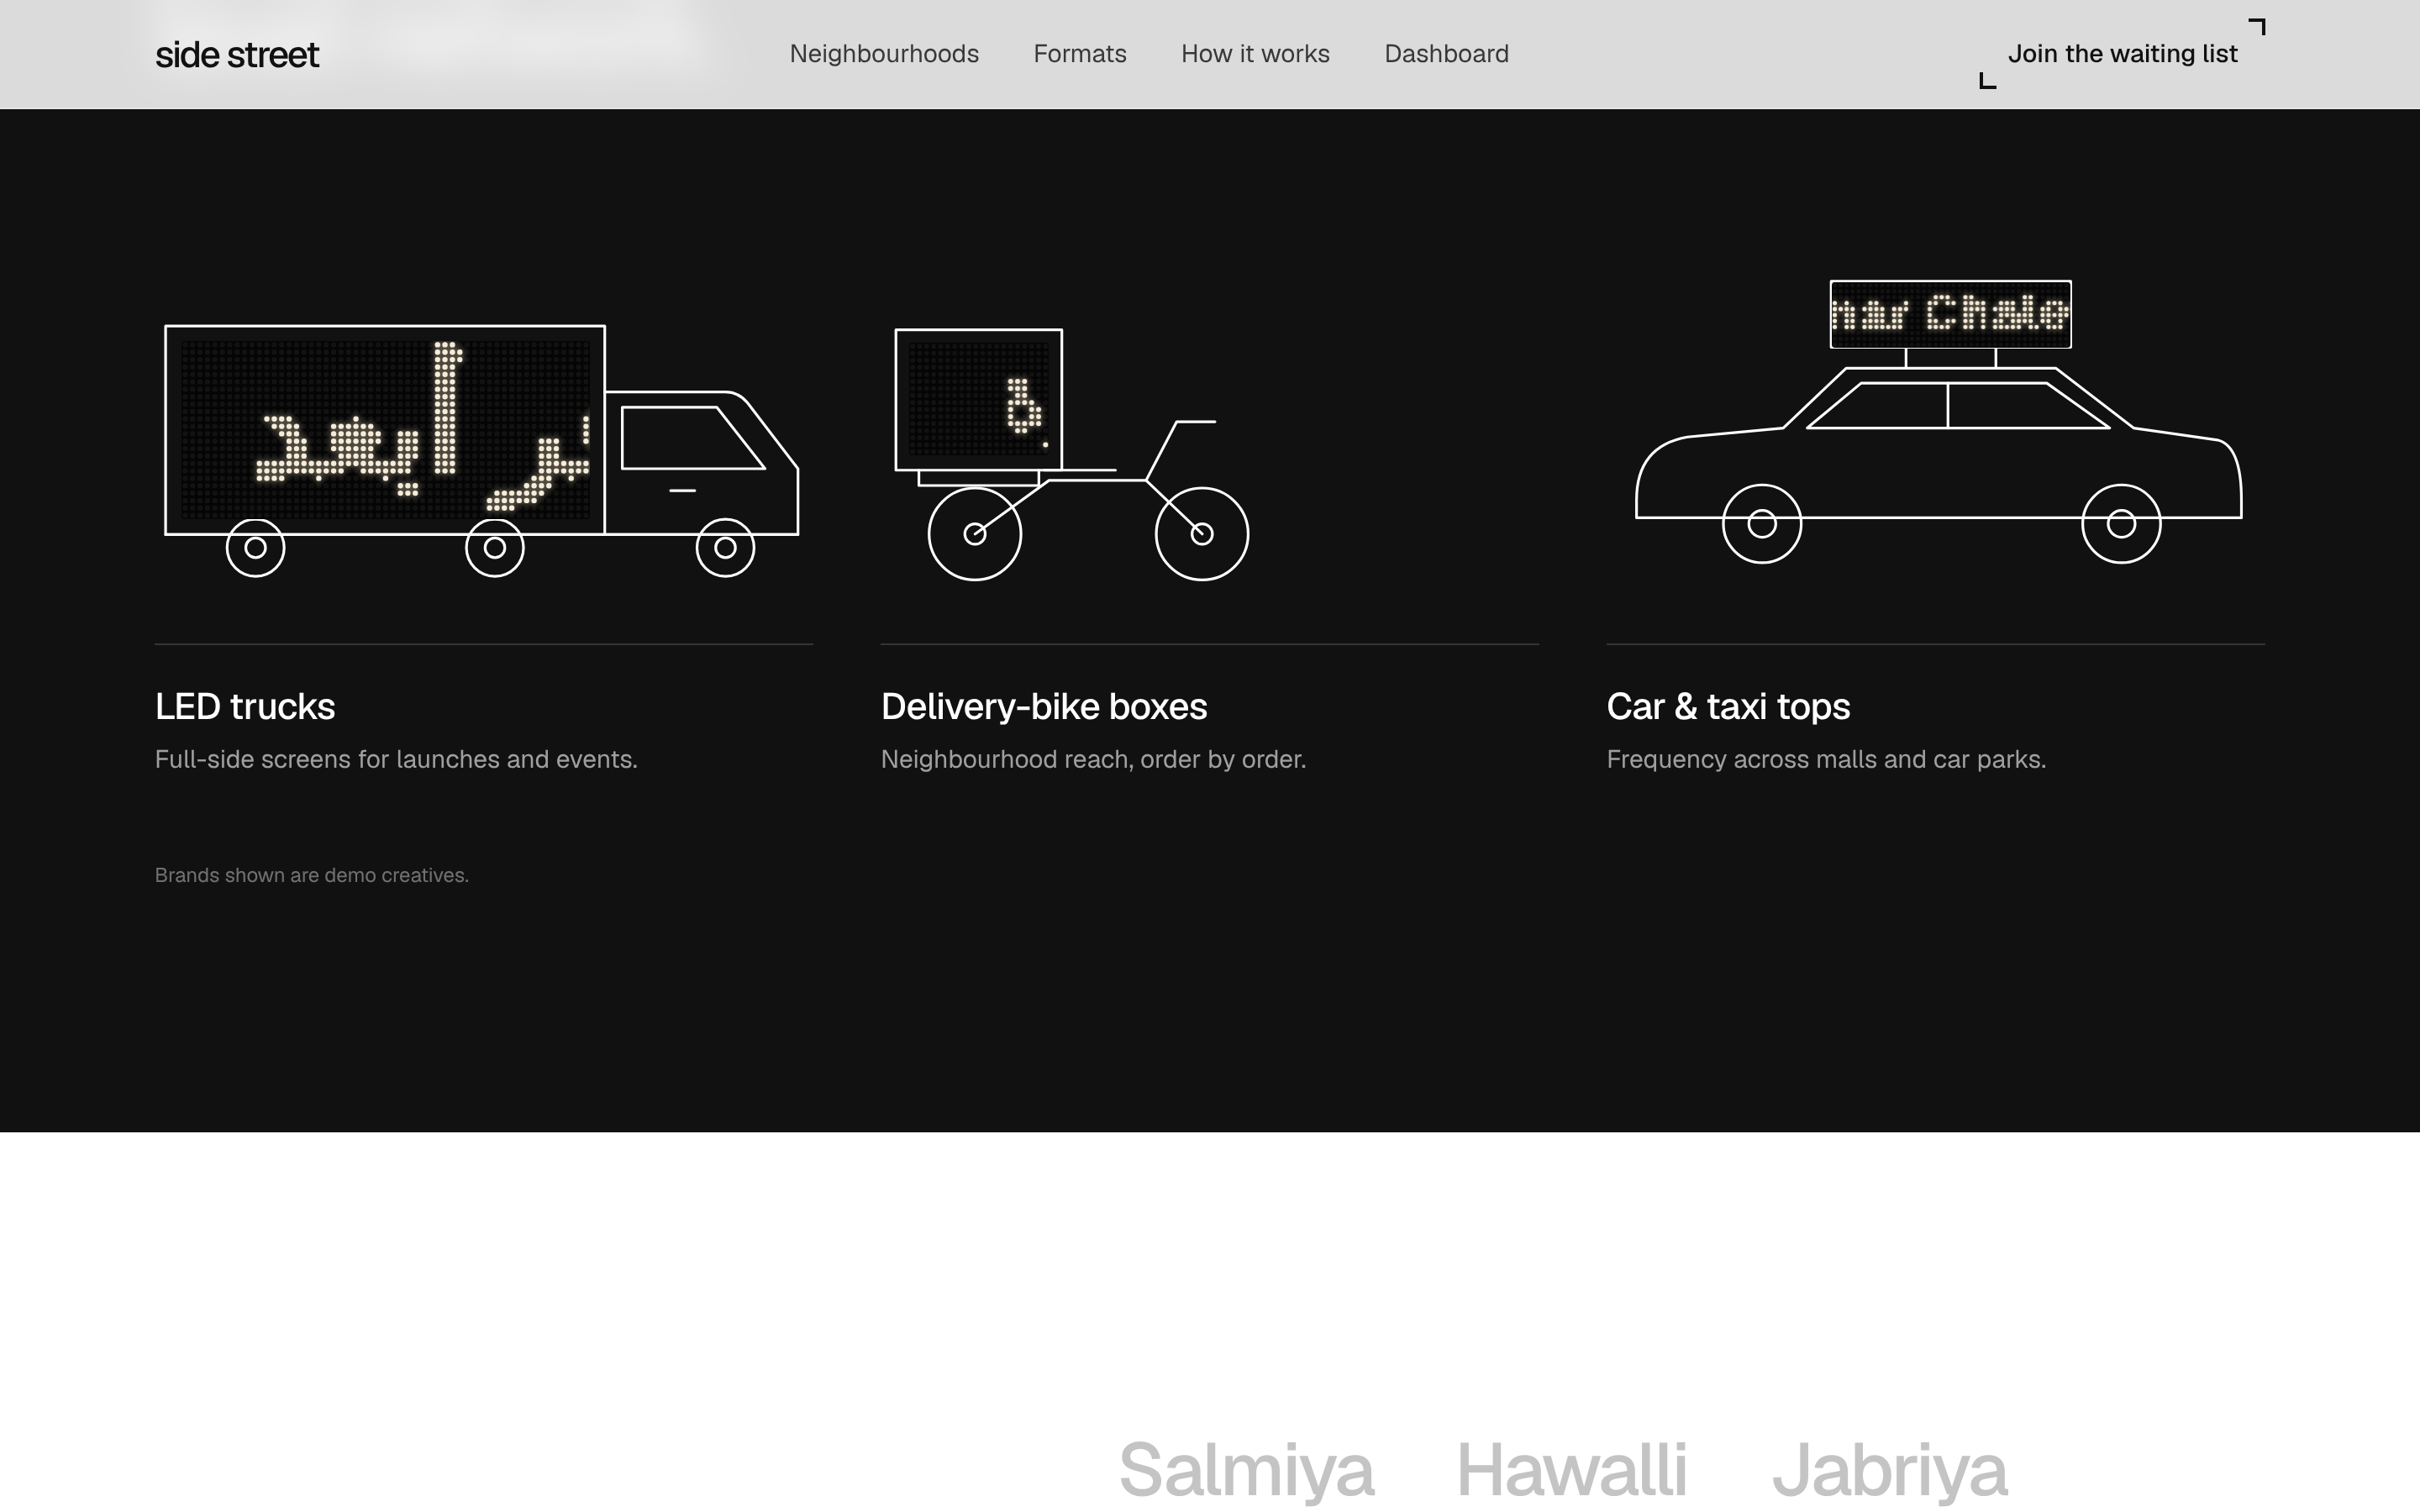 side street
Neighbourhoods
Formats
How it works
Dashboard
Join the waiting list
LED trucks
Full-side screens for launches and events.
Delivery-bike boxes
Neighbourhood reach, order by order.
Car & taxi tops
Frequency across malls and car parks.
Brands shown are demo creatives.
Salmiya
Hawalli
Jabriya